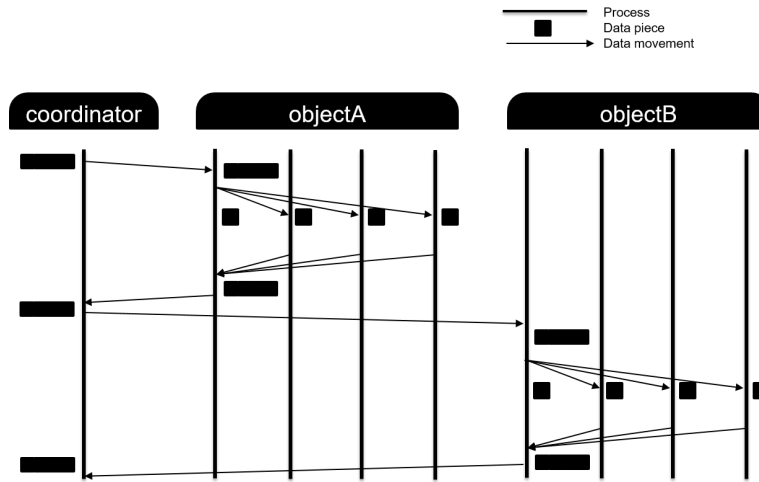 Process
Data piece
Data movement
coordinator
objectA
objectB